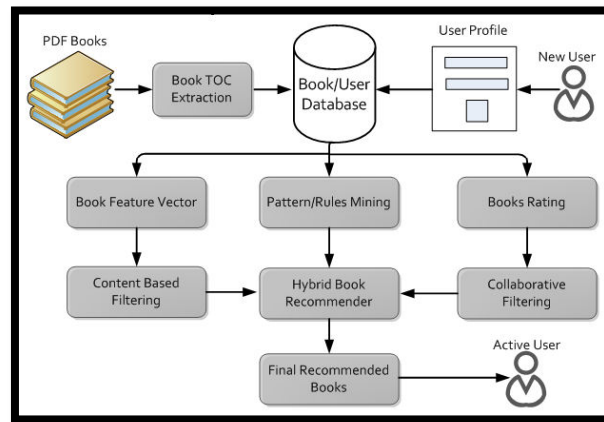 PDF Books
User Profile
New User
Book TOC
Extraction
Book/User
Database
Book Feature Vector
Pattern/Rules Mining
Books Rating
Content Based
Filtering
Hybrid Book
Recommender
Collaborative
Filtering
Active User
Final Recommended
Books